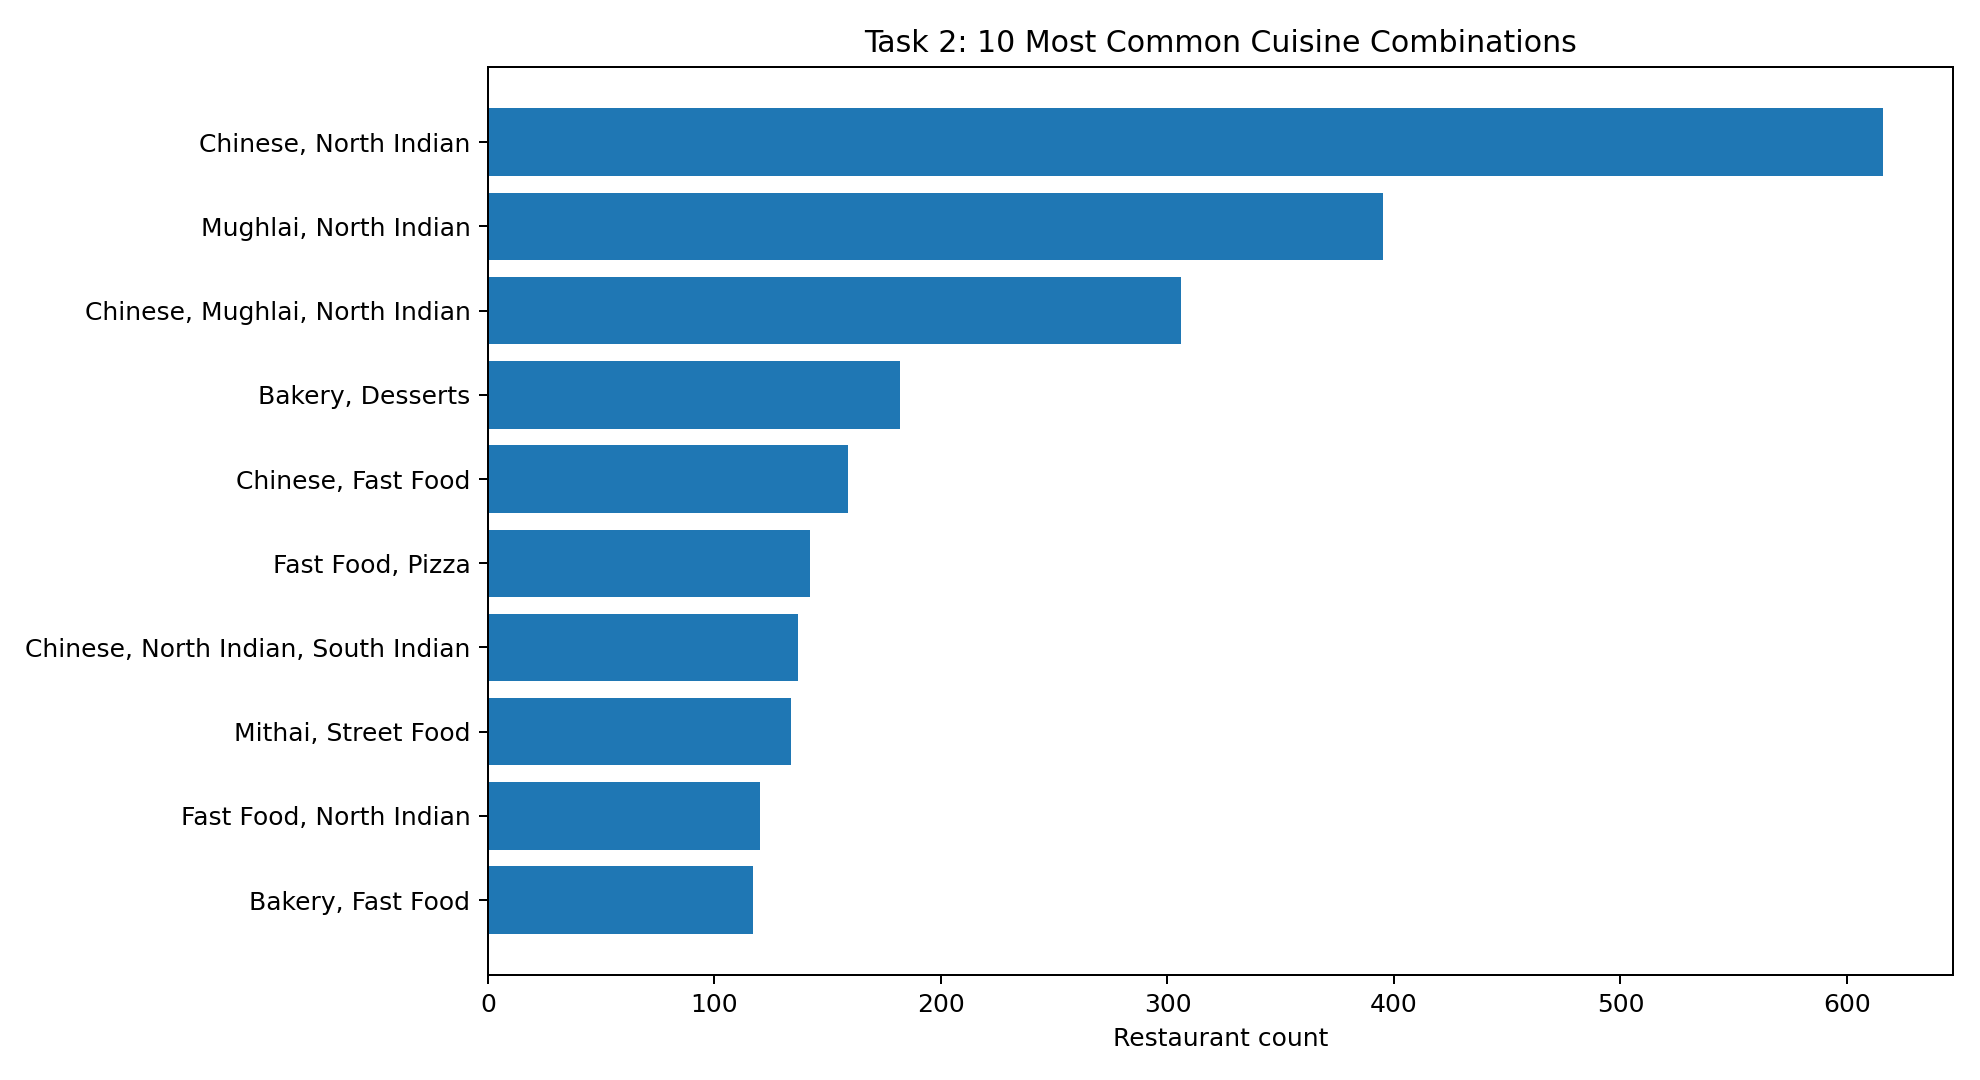 Task 2: 10 Most Common Cuisine Combinations
Chinese, North Indian
Mughlai, North Indian
Chinese, Mughlai, North Indian
Bakery, Desserts
Chinese, Fast Food
Fast Food, Pizza
Chinese, North Indian, South Indian
Mithai, Street Food
Fast Food, North Indian
Bakery, Fast Food
0 100 200 300 400 500 600
Restaurant count